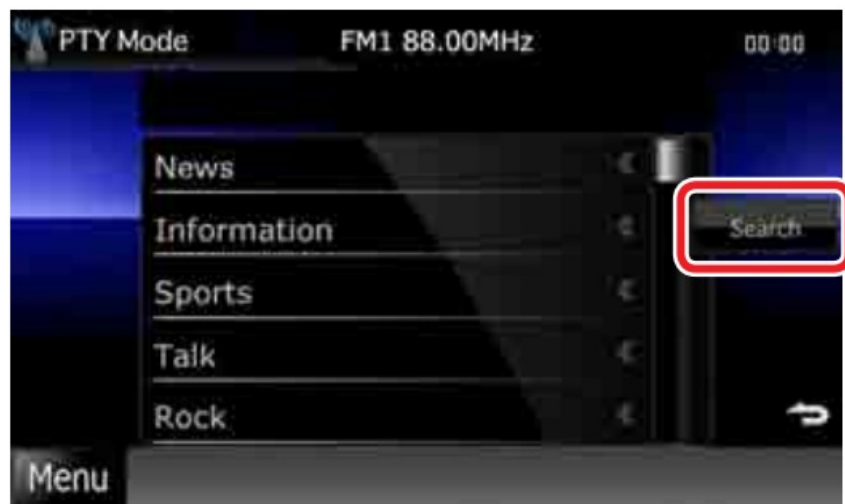 PTY Mode FM1 88.00MHz 00:00
News
Information
Search
Sports
Talk
Rock
Menu